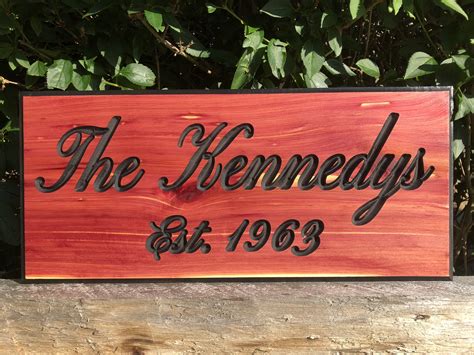 The Kennedys
Est. 1963